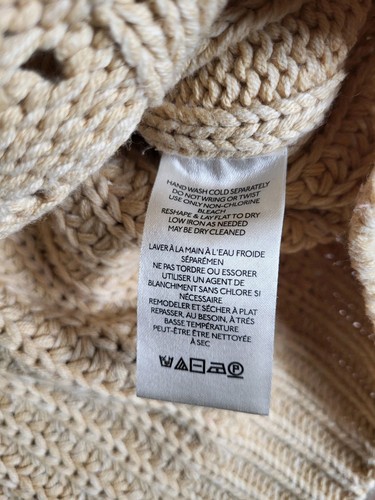 HAND WASH COLD SEPARATELY
DO NOT WRING OR TWIST
USE ONLY NON-CHLORINE
BLEACH
RESHAPE & LAY FLAT TO DRY
LOW IRON AS NEEDED
MAY BE DRY CLEANED
LAVER À LA MAIN À L'EAU FROIDE
SÉPARÉMEN
NE PAS TORDRE OU ESSORER
UTILISER UN AGENT DE
BLANCHIMENT SANS CHLORE SI
NÉCESSAIRE
REMODELER ET SÉCHER À PLAT
REPASSER, AU BESOIN, À TRÉS
BASSE TEMPÉRATURE
PEUT-ÊTRE ÊTRE NETTOYÉE
À SEC
P